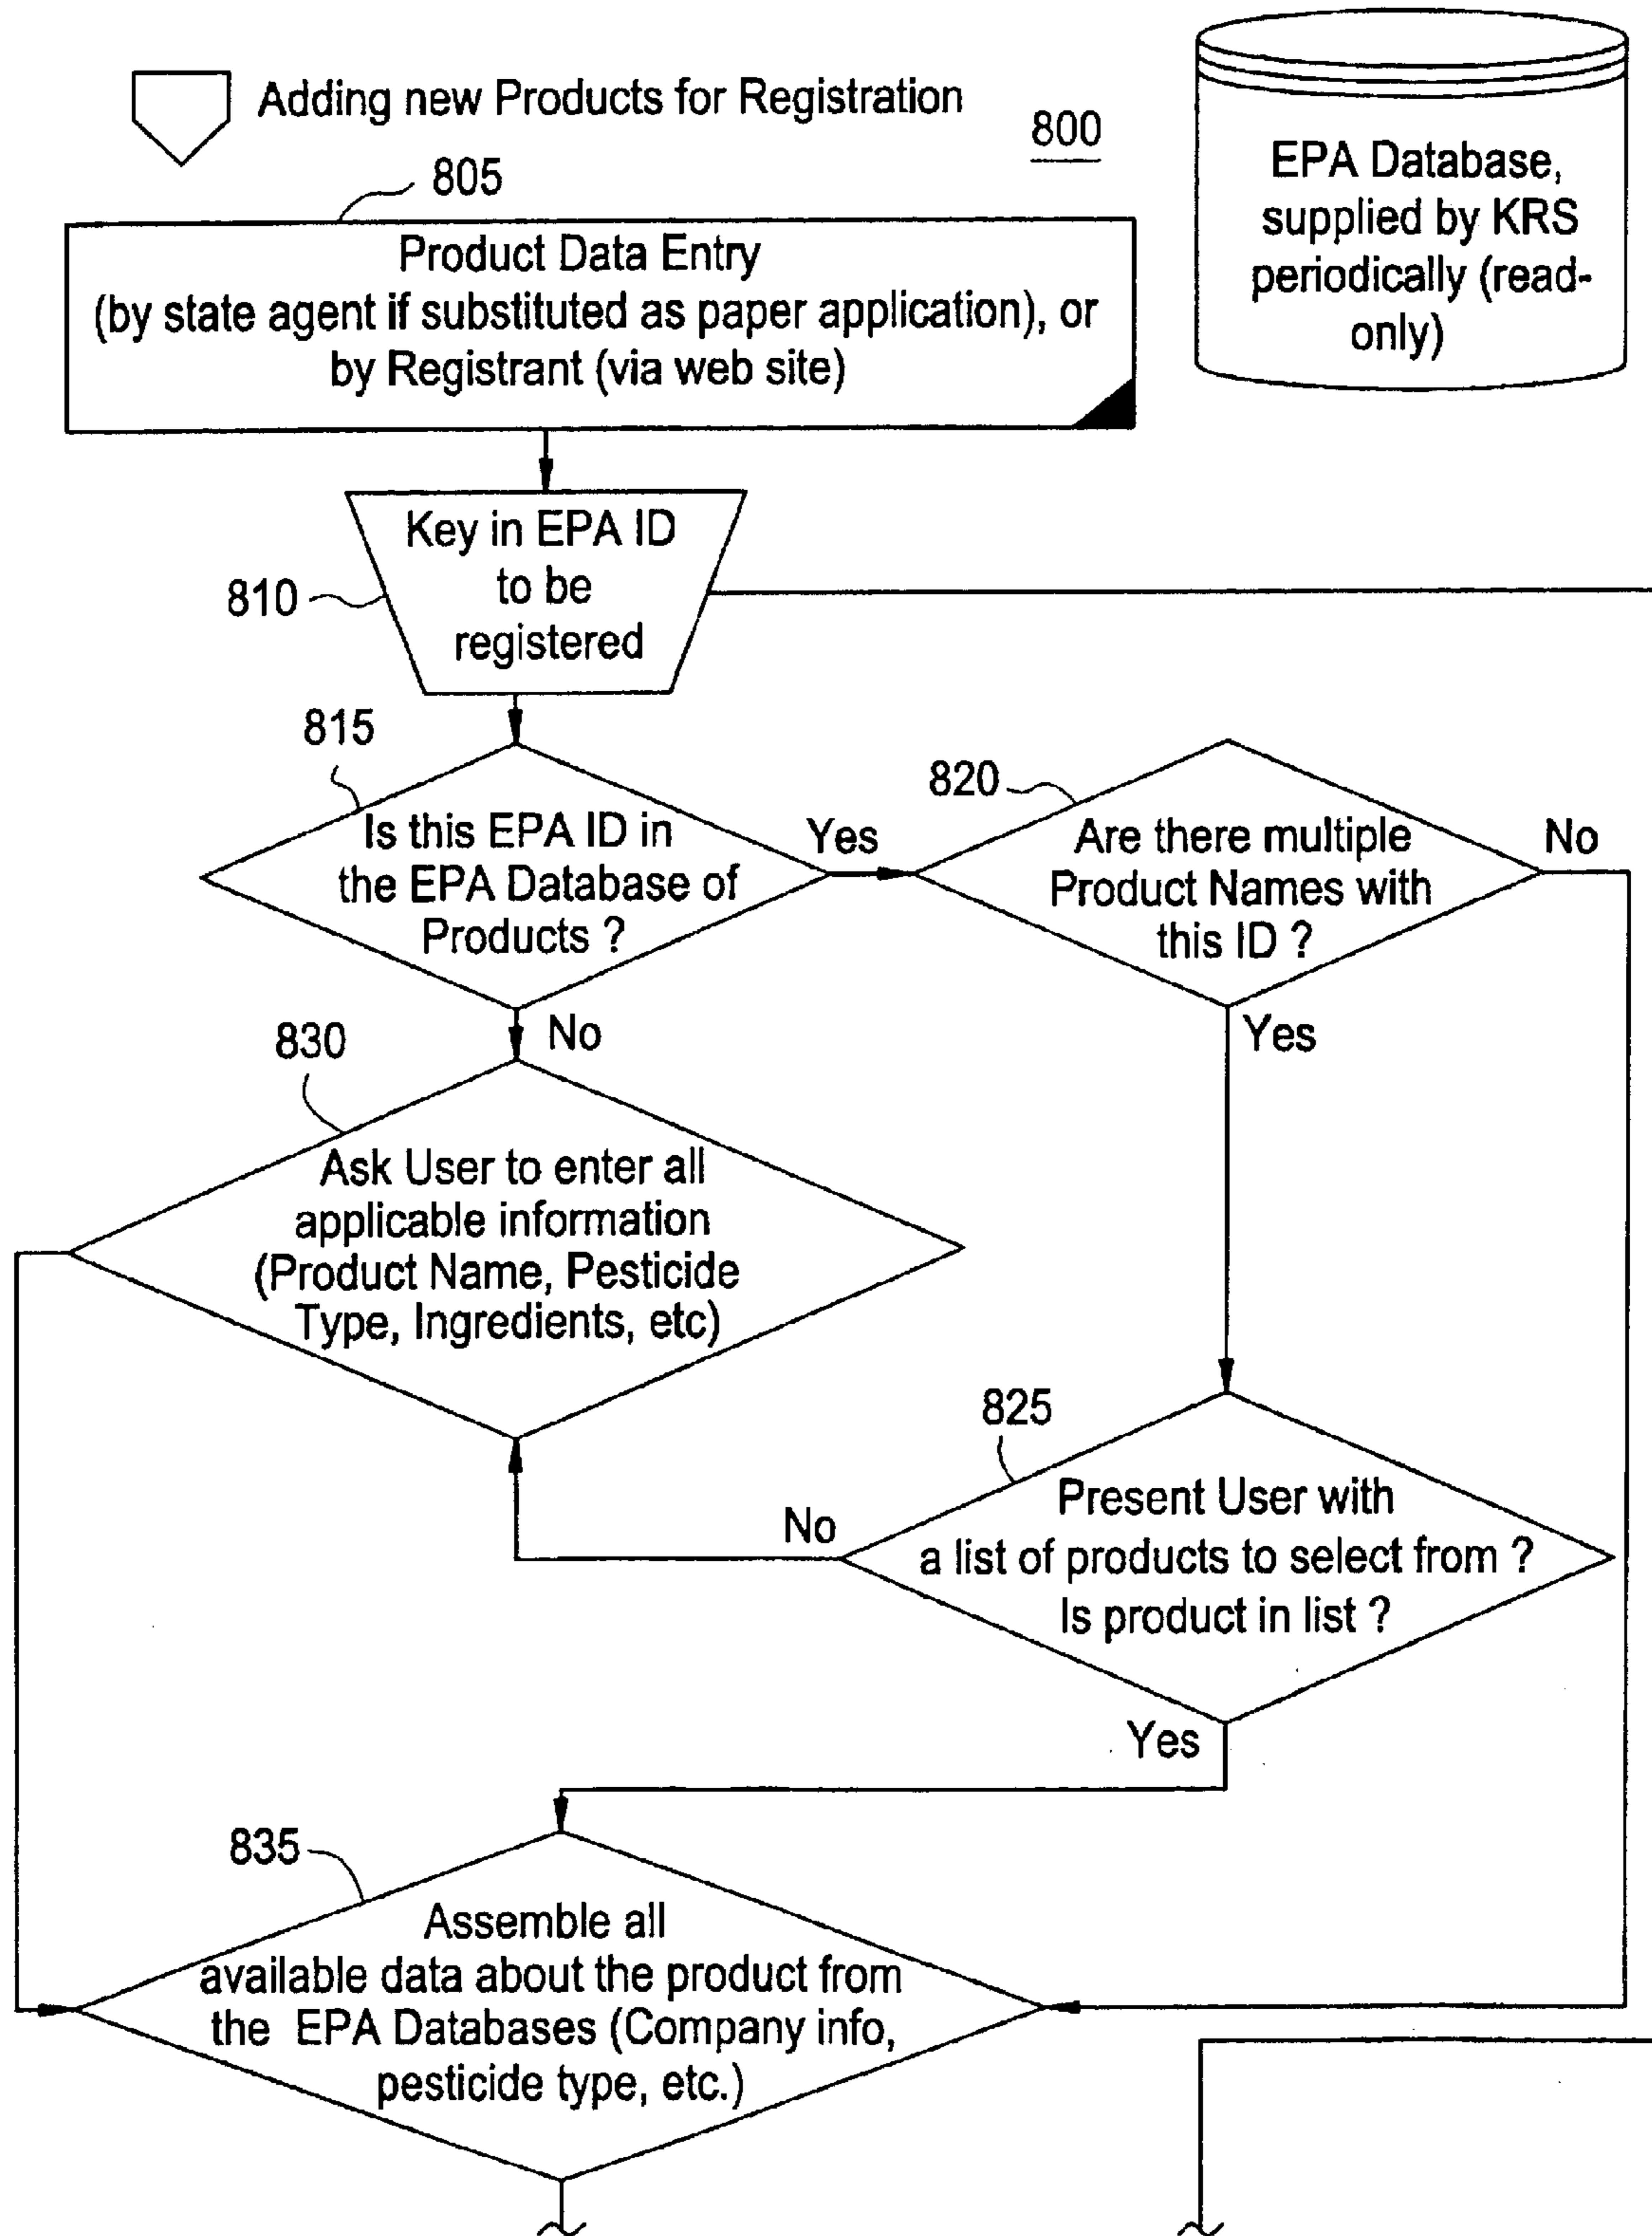 Adding new Products for Registration
800
EPA Database,
supplied by KRS
periodically (read-
only)
805
Product Data Entry
(by state agent if substituted as paper application), or
by Registrant (via web site)
Key in EPA ID
to be
registered
810
815
Is this EPA ID in
the EPA Database of
Products ?
Yes
No
820
Are there multiple
Product Names with
this ID ?
No
Yes
830
Ask User to enter all
applicable information
(Product Name, Pesticide
Type, Ingredients, etc)
825
Present User with
a list of products to select from ?
Is product in list ?
No
Yes
835
Assemble all
available data about the product from
the EPA Databases (Company info,
pesticide type, etc.)